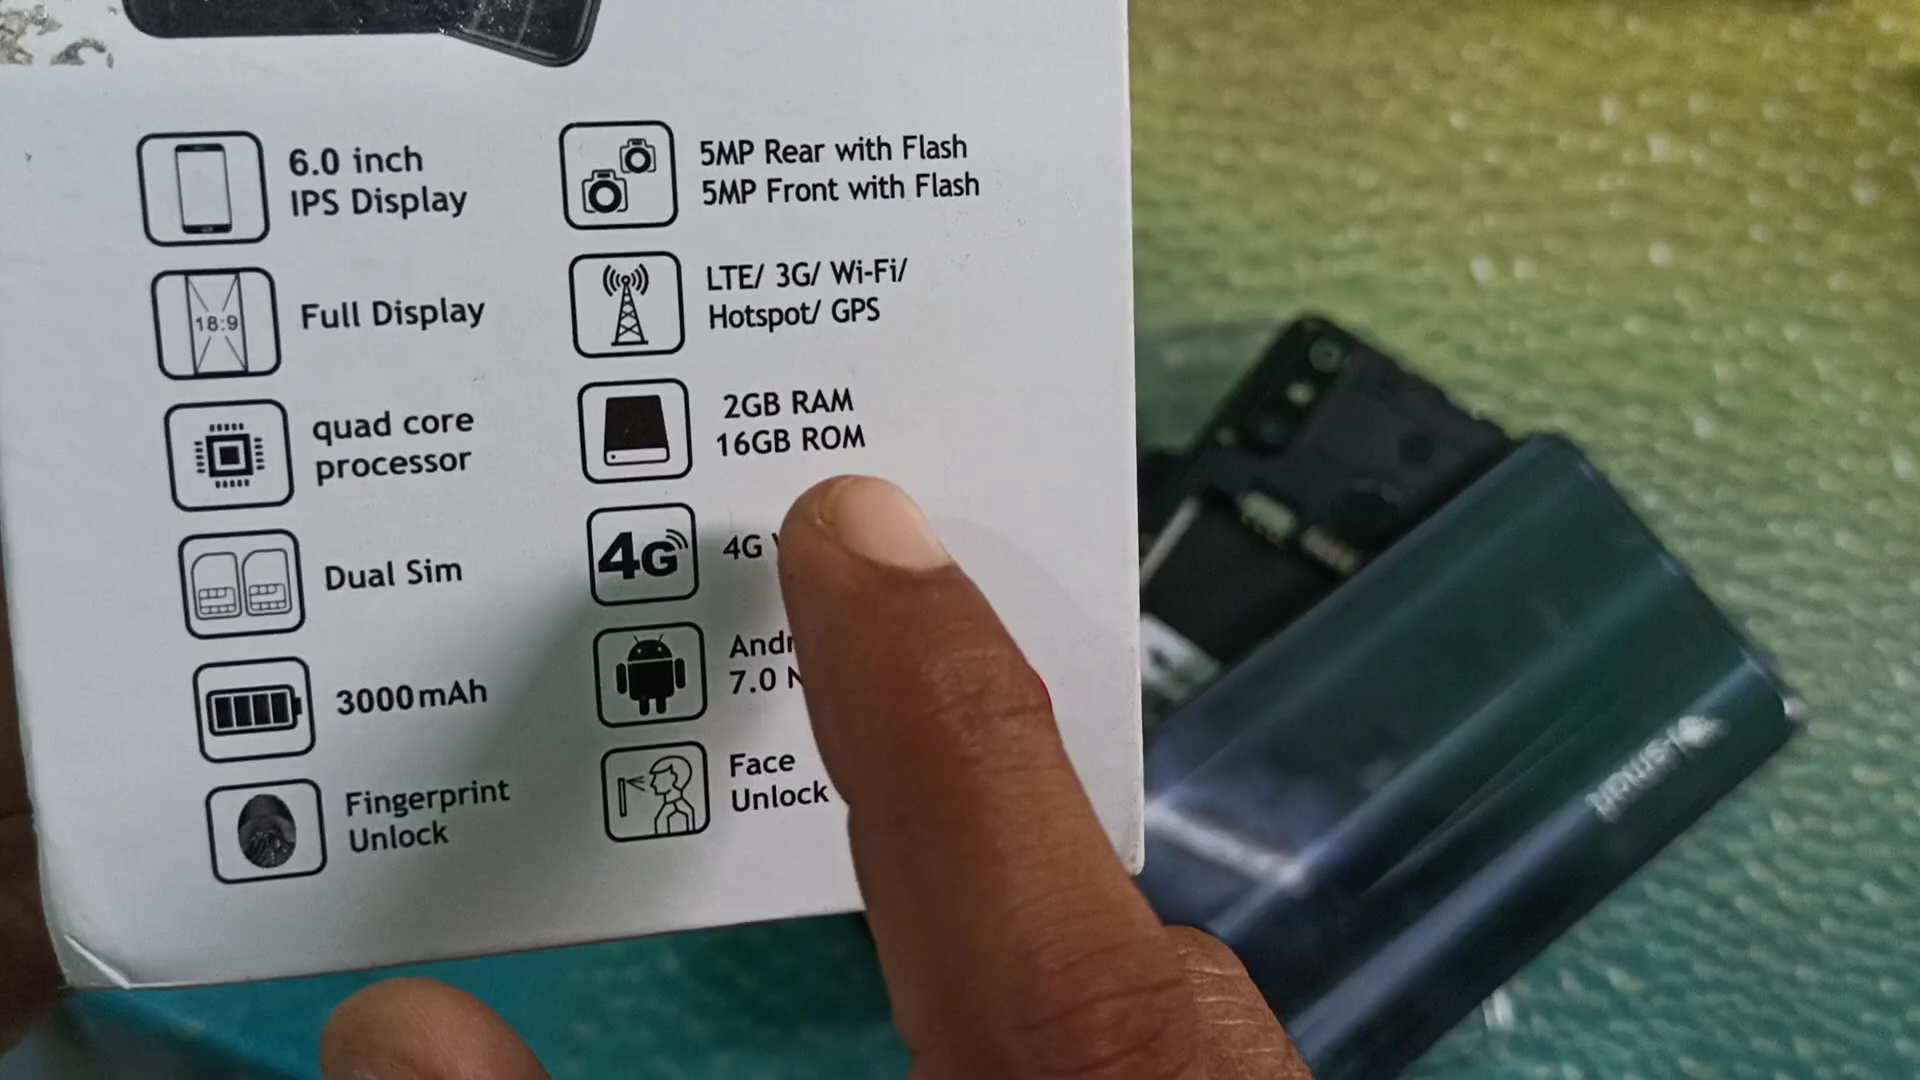 6.0 inch
IPS Display
18:9
Full Display
quad core
processor
Dual Sim
3000mAh
Fingerprint
Unlock
5MP Rear with Flash
5MP Front with Flash
LTE/ 3G/ Wi-Fi/
Hotspot/ GPS
2GB RAM
16GB ROM
4G
4G
7.0
Face
Unlock